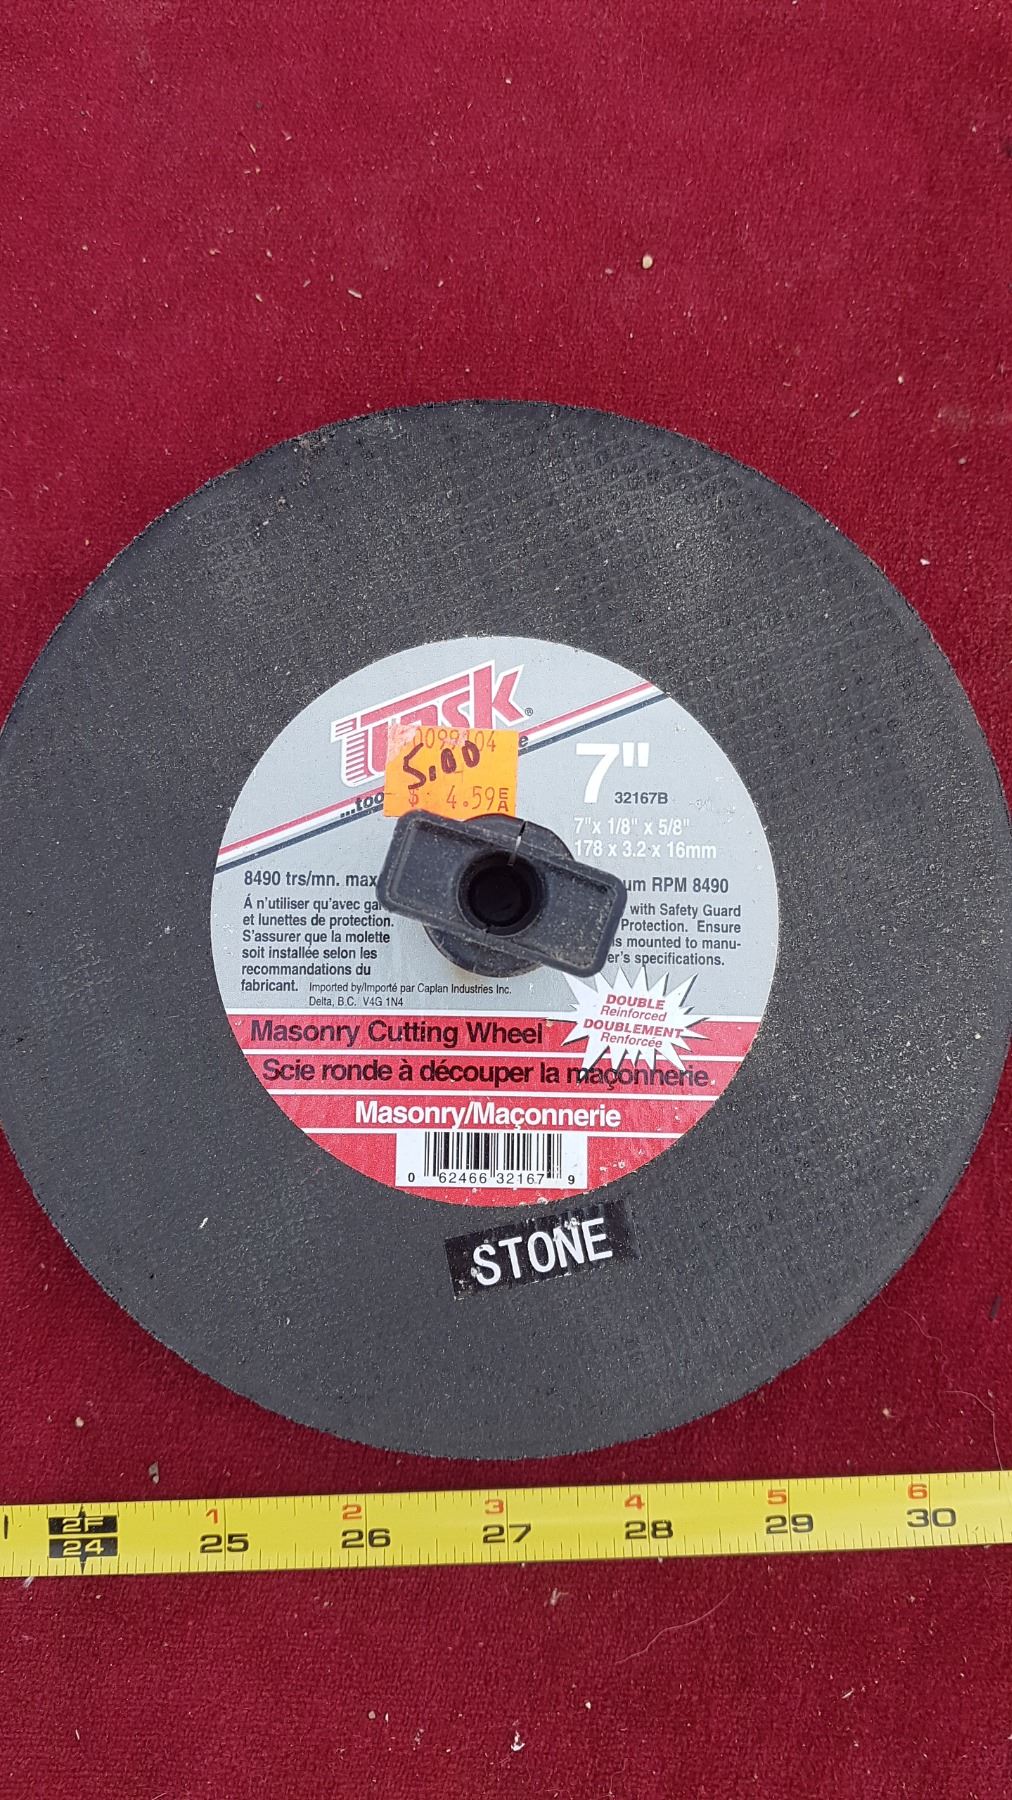 Tusk®
e
...too
0099104
5.00
$ 4.59 EA
7"
32167B
7"x 1/8" x 5/8"
178 x 3.2 x 16mm
8490 trs/mn. max
um RPM 8490
Á n'utiliser qu'avec gar
et lunettes de protection.
S'assurer que la molette
soit installée selon les
recommandations du
fabricant.
with Safety Guard
Protection. Ensure
is mounted to manu-
er's specifications.
Imported by/Importé par Caplan Industries Inc.
Delta, B.C. V4G 1N4
DOUBLE
Reinforced
DOUBLEMENT
Renforcée
Masonry Cutting Wheel
Scie ronde à découper la maçonnerie.
Masonry/Maçonnerie
0 62466 32167 9
STONE
2F 1 2 3 4 5 6
24 25 26 27 28 29 30